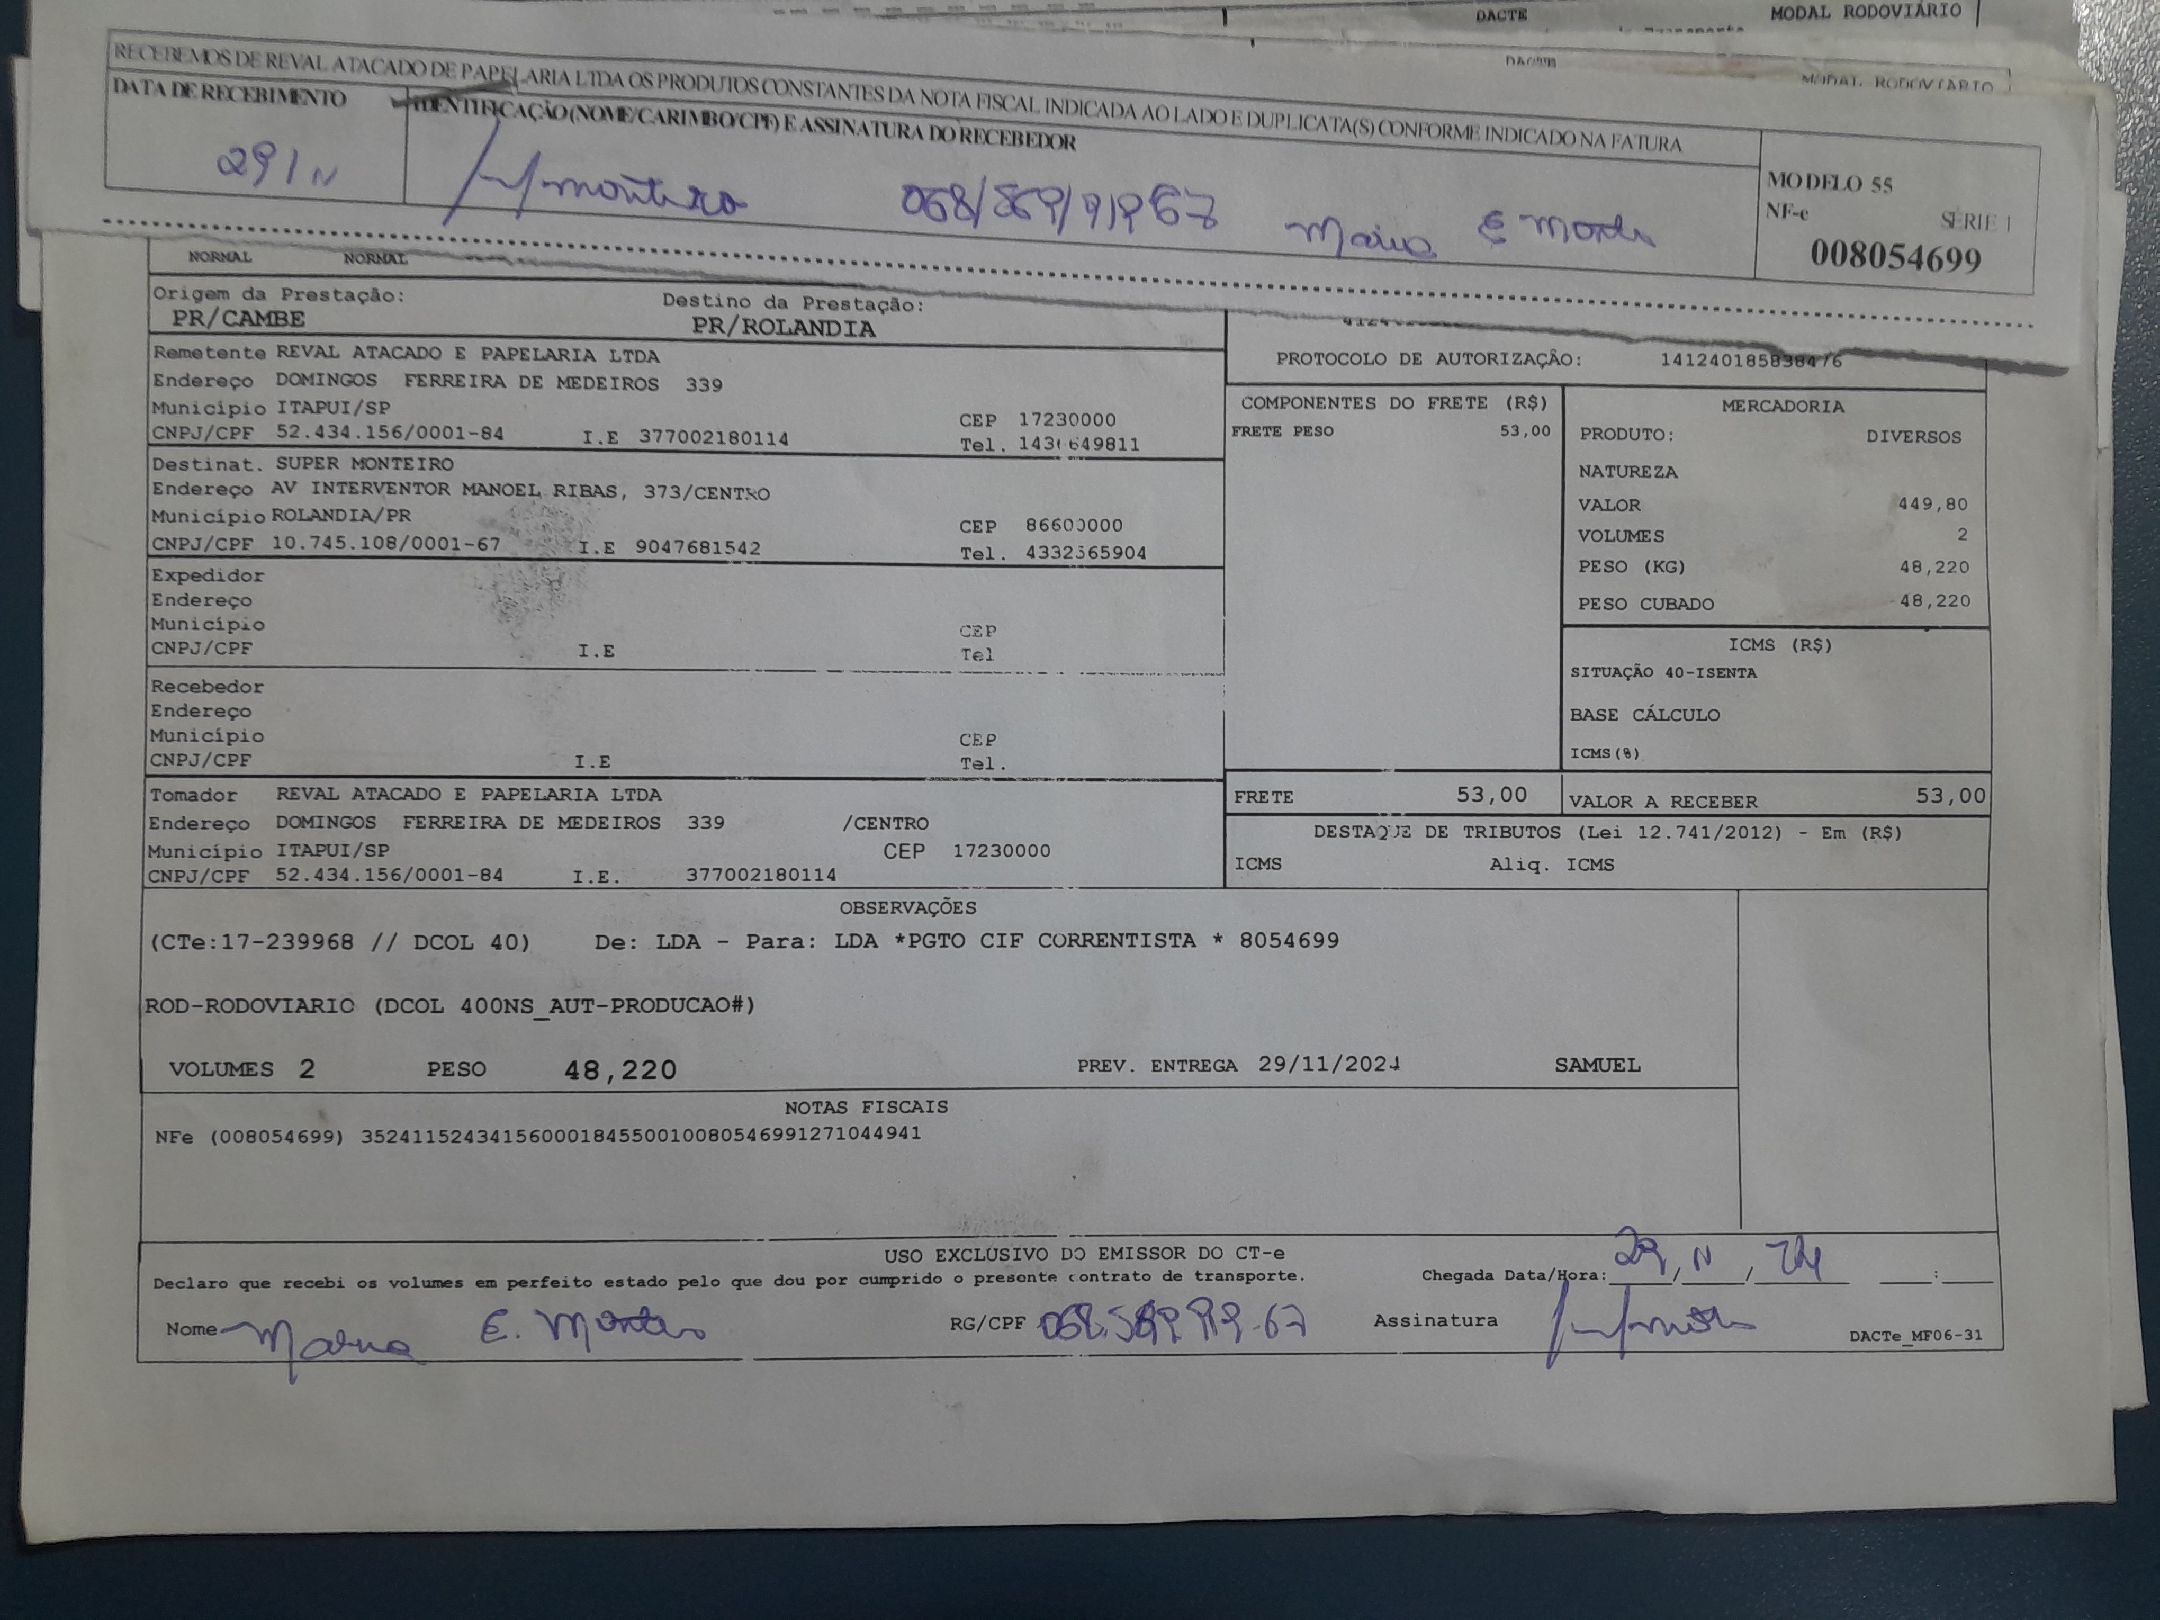 DACTE MODAL RODOVIÁRIO
DACTE MODAL RODOVIÁRIO
RECEBEMOS DE REVAL ATACADO DE PAPELARIA LTDA OS PRODUTOS CONSTANTES DA NOTA FISCAL INDICADA AO LADO E DUPLICATA(S) CONFORME INDICADO NA FATURA
DATA DE RECEBIMENTO IDENTIFICAÇÃO (NOME/CARIMBO/CPF) E ASSINATURA DO RECEBEDOR
MODELO 55
NF-e SÉRIE 1
008054699
29/11
NORMAL NORMAL
Origem da Prestação: Destino da Prestação:
PR/CAMBE PR/ROLANDIA
Remetente REVAL ATACADO E PAPELARIA LTDA
Endereço DOMINGOS FERREIRA DE MEDEIROS 339
Município ITAPUI/SP CEP 17230000
CNPJ/CPF 52.434.156/0001-84 I.E 377002180114 Tel.
Destinat. SUPER MONTEIRO
Endereço AV INTERVENTOR MANOEL RIBAS, 373/CENTRO
Município ROLANDIA/PR CEP 86600000
CNPJ/CPF 10.745.108/0001-67 I.E 9047681542 Tel. 4332565904
Expedidor
Endereço
Município CEP
CNPJ/CPF I.E Tel
Recebedor
Endereço
Município CEP
CNPJ/CPF I.E Tel.
Tomador REVAL ATACADO E PAPELARIA LTDA
Endereço DOMINGOS FERREIRA DE MEDEIROS 339 /CENTRO
Município ITAPUI/SP CEP 17230000
CNPJ/CPF 52.434.156/0001-84 I.E. 377002180114
PROTOCOLO DE AUTORIZAÇÃO: 141240185838476
COMPONENTES DO FRETE (R$)
FRETE PESO 53,00
MERCADORIA
PRODUTO: DIVERSOS
NATUREZA
VALOR 449,80
VOLUMES 2
PESO (KG) 48,220
PESO CUBADO 48,220
ICMS (R$)
SITUAÇÃO 40-ISENTA
BASE CÁLCULO
ICMS(%)
FRETE 53,00 VALOR A RECEBER 53,00
DESTAQUE DE TRIBUTOS (Lei 12.741/2012) - Em (R$)
ICMS Aliq. ICMS
OBSERVAÇÕES
(CTe:17-239968 // DCOL 40) De: LDA - Para: LDA *PGTO CIF CORRENTISTA * 8054699
ROD-RODOVIARIO (DCOL 400NS_AUT-PRODUCAO#)
VOLUMES 2 PESO 48,220 PREV. ENTREGA 29/11/2024 SAMUEL
NOTAS FISCAIS
NFe (008054699) 35241152434156000184550010080546991271044941
USO EXCLUSIVO DO EMISSOR DO CT-e
Declaro que recebi os volumes em perfeito estado pelo que dou por cumprido o presente contrato de transporte. Chegada Data/Hora: 29/11/24 __:__
Nome RG/CPF Assinatura DACTe_MF06-31